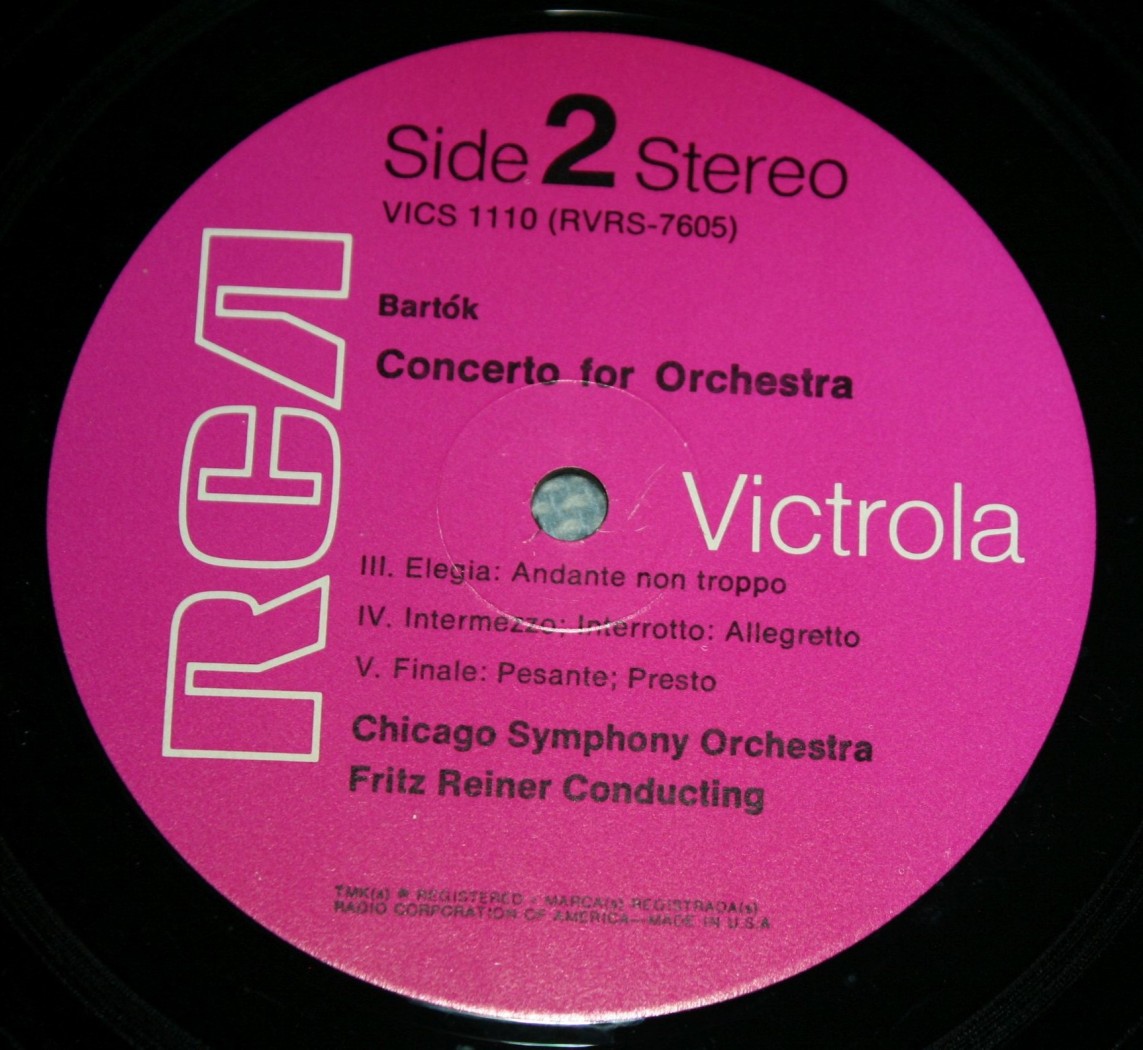 Side 2 Stereo
VICS 1110 (RVRS-7605)
Bartók
Concerto for Orchestra
RCA
Victrola
III. Elegia: Andante non troppo
IV. Intermezzo; Interrotto: Allegretto
V. Finale: Pesante; Presto
Chicago Symphony Orchestra
Fritz Reiner Conducting
TMK(s) ® REGISTERED / MARCA(s) REGISTRADA(s)
RADIO CORPORATION OF AMERICA—MADE IN U.S.A